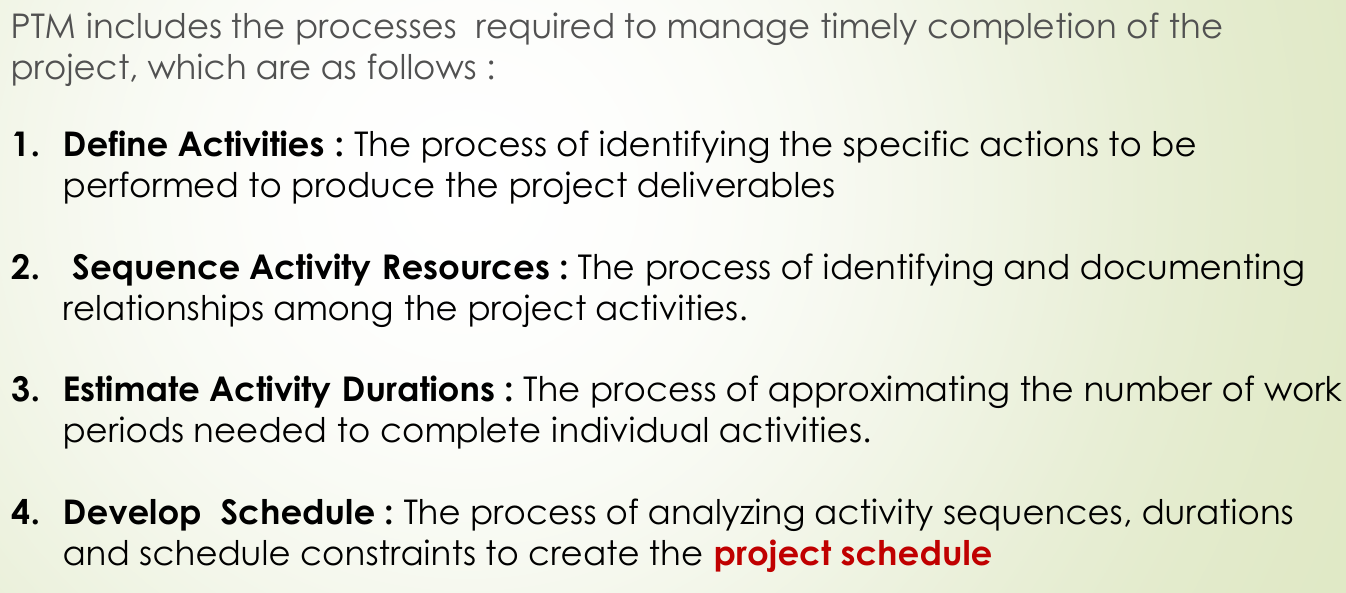 PTM includes the processes  required to manage timely completion of the
project, which are as follows :
1. Define Activities : The process of identifying the specific actions to be
performed to produce the project deliverables
2. Sequence Activity Resources : The process of identifying and documenting
relationships among the project activities.
3. Estimate Activity Durations : The process of approximating the number of work
periods needed to complete individual activities.
4. Develop  Schedule : The process of analyzing activity sequences, durations
and schedule constraints to create the project schedule